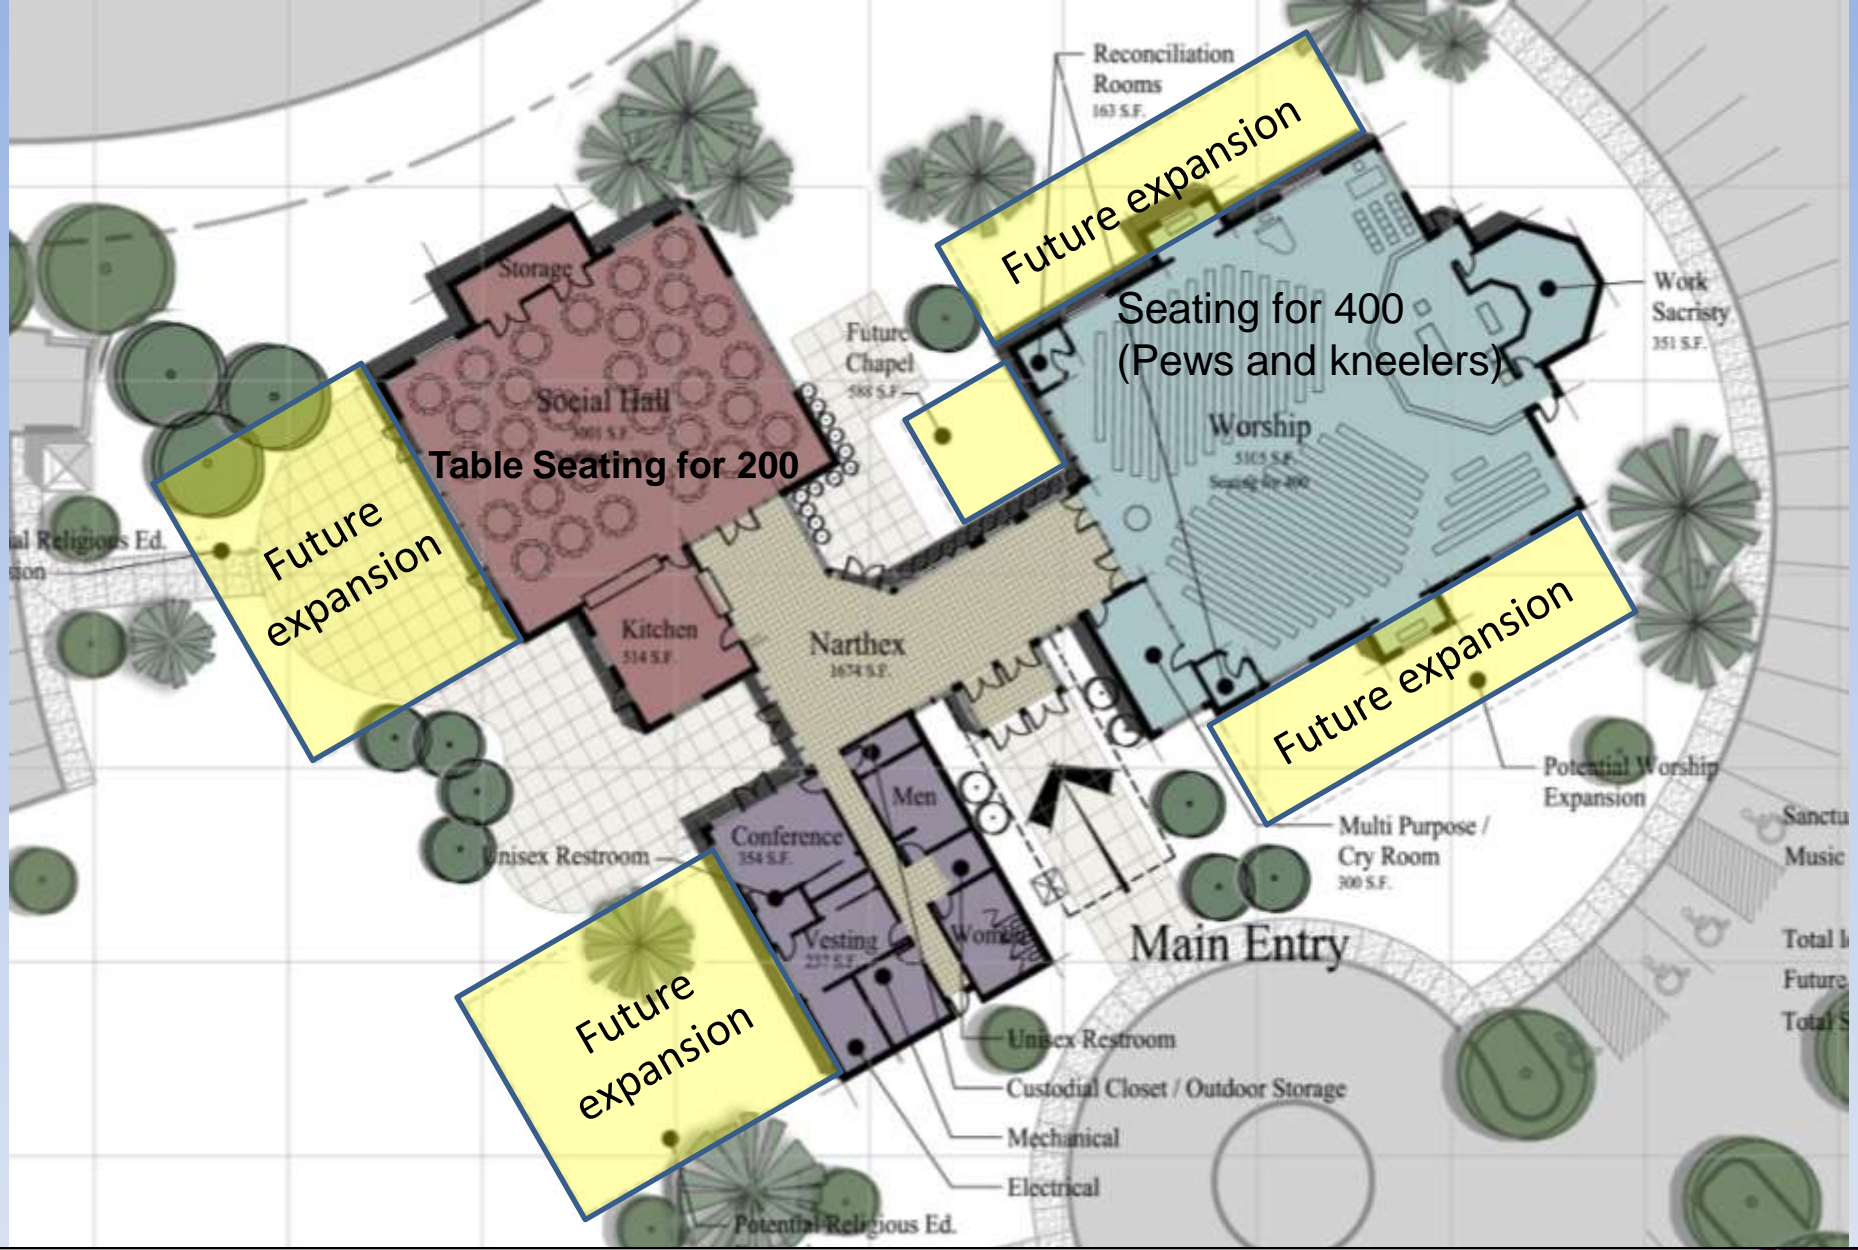 Reconciliation
Rooms
163 S.F.
Future expansion
Storage
Work
Sacristy
351 S.F.
Seating for 400
(Pews and kneelers)
Future
Chapel
588 S.F.
Social Hall
3001 S.F.
Table Seating for 200
Worship
5105 S.F.
Seating for 400
Religious Ed.
Future
expansion
Kitchen
514 S.F.
Narthex
1674 S.F.
Future expansion
Potential Worship
Expansion
Men
Conference
354 S.F.
Unisex Restroom
Multi Purpose /
Cry Room
300 S.F.
Vesting
237 S.F.
Women
Main Entry
Music
Total
Future
Total
Future
expansion
Unisex Restroom
Custodial Closet / Outdoor Storage
Mechanical
Electrical
Potential Religious Ed.